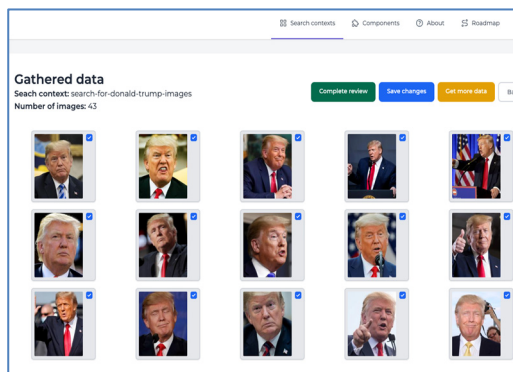 Search contexts Components About Roadmap
Gathered data
Seach context: search-for-donald-trump-images
Number of images: 43
Complete review Save changes Get more data